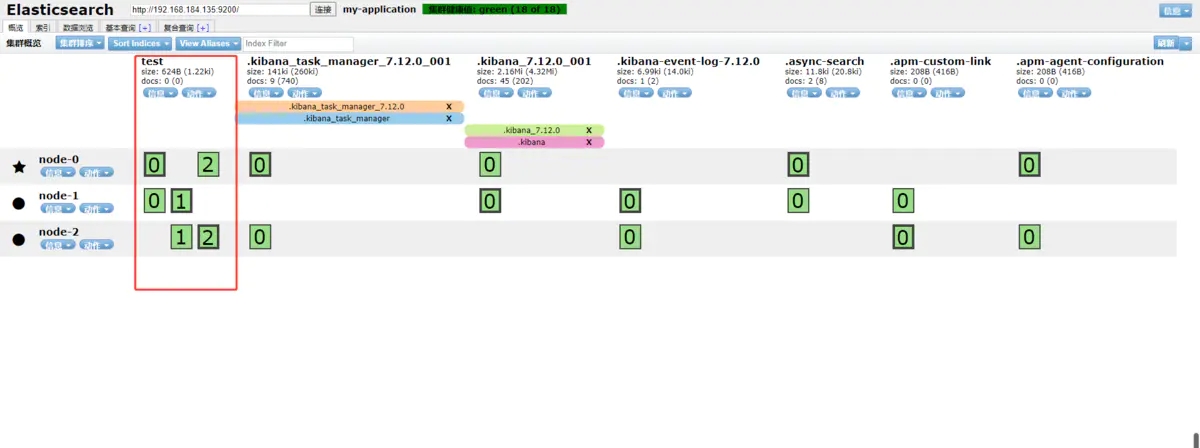 Elasticsearch http://192.168.184.135:9200/ 连接 my-application 集群健康值: green (18 of 18) 信息
概览 索引 数据浏览 基本查询 [+] 复合查询 [+]
集群概览 集群排序 Sort Indices View Aliases Index Filter 刷新
test .kibana_task_manager_7.12.0_001 .kibana_7.12.0_001 .kibana-event-log-7.12.0 .async-search .apm-custom-link .apm-agent-configuration
size: 624B (1.22ki) size: 141ki (260ki) size: 2.16Mi (4.32Mi) size: 6.99ki (14.0ki) size: 11.8ki (20.8ki) size: 208B (416B) size: 208B (416B)
docs: 0 (0) docs: 9 (740) docs: 45 (202) docs: 1 (2) docs: 2 (8) docs: 0 (0) docs: 0 (0)
信息 动作 信息 动作 信息 动作 信息 动作 信息 动作 信息 动作 信息 动作
.kibana_task_manager_7.12.0 X
.kibana_task_manager X
.kibana_7.12.0 X
.kibana X
node-0 0 2 0 0 0 0
信息 动作
node-1 0 1 0 0 0 0
信息 动作
node-2 1 2 0 0 0 0
信息 动作